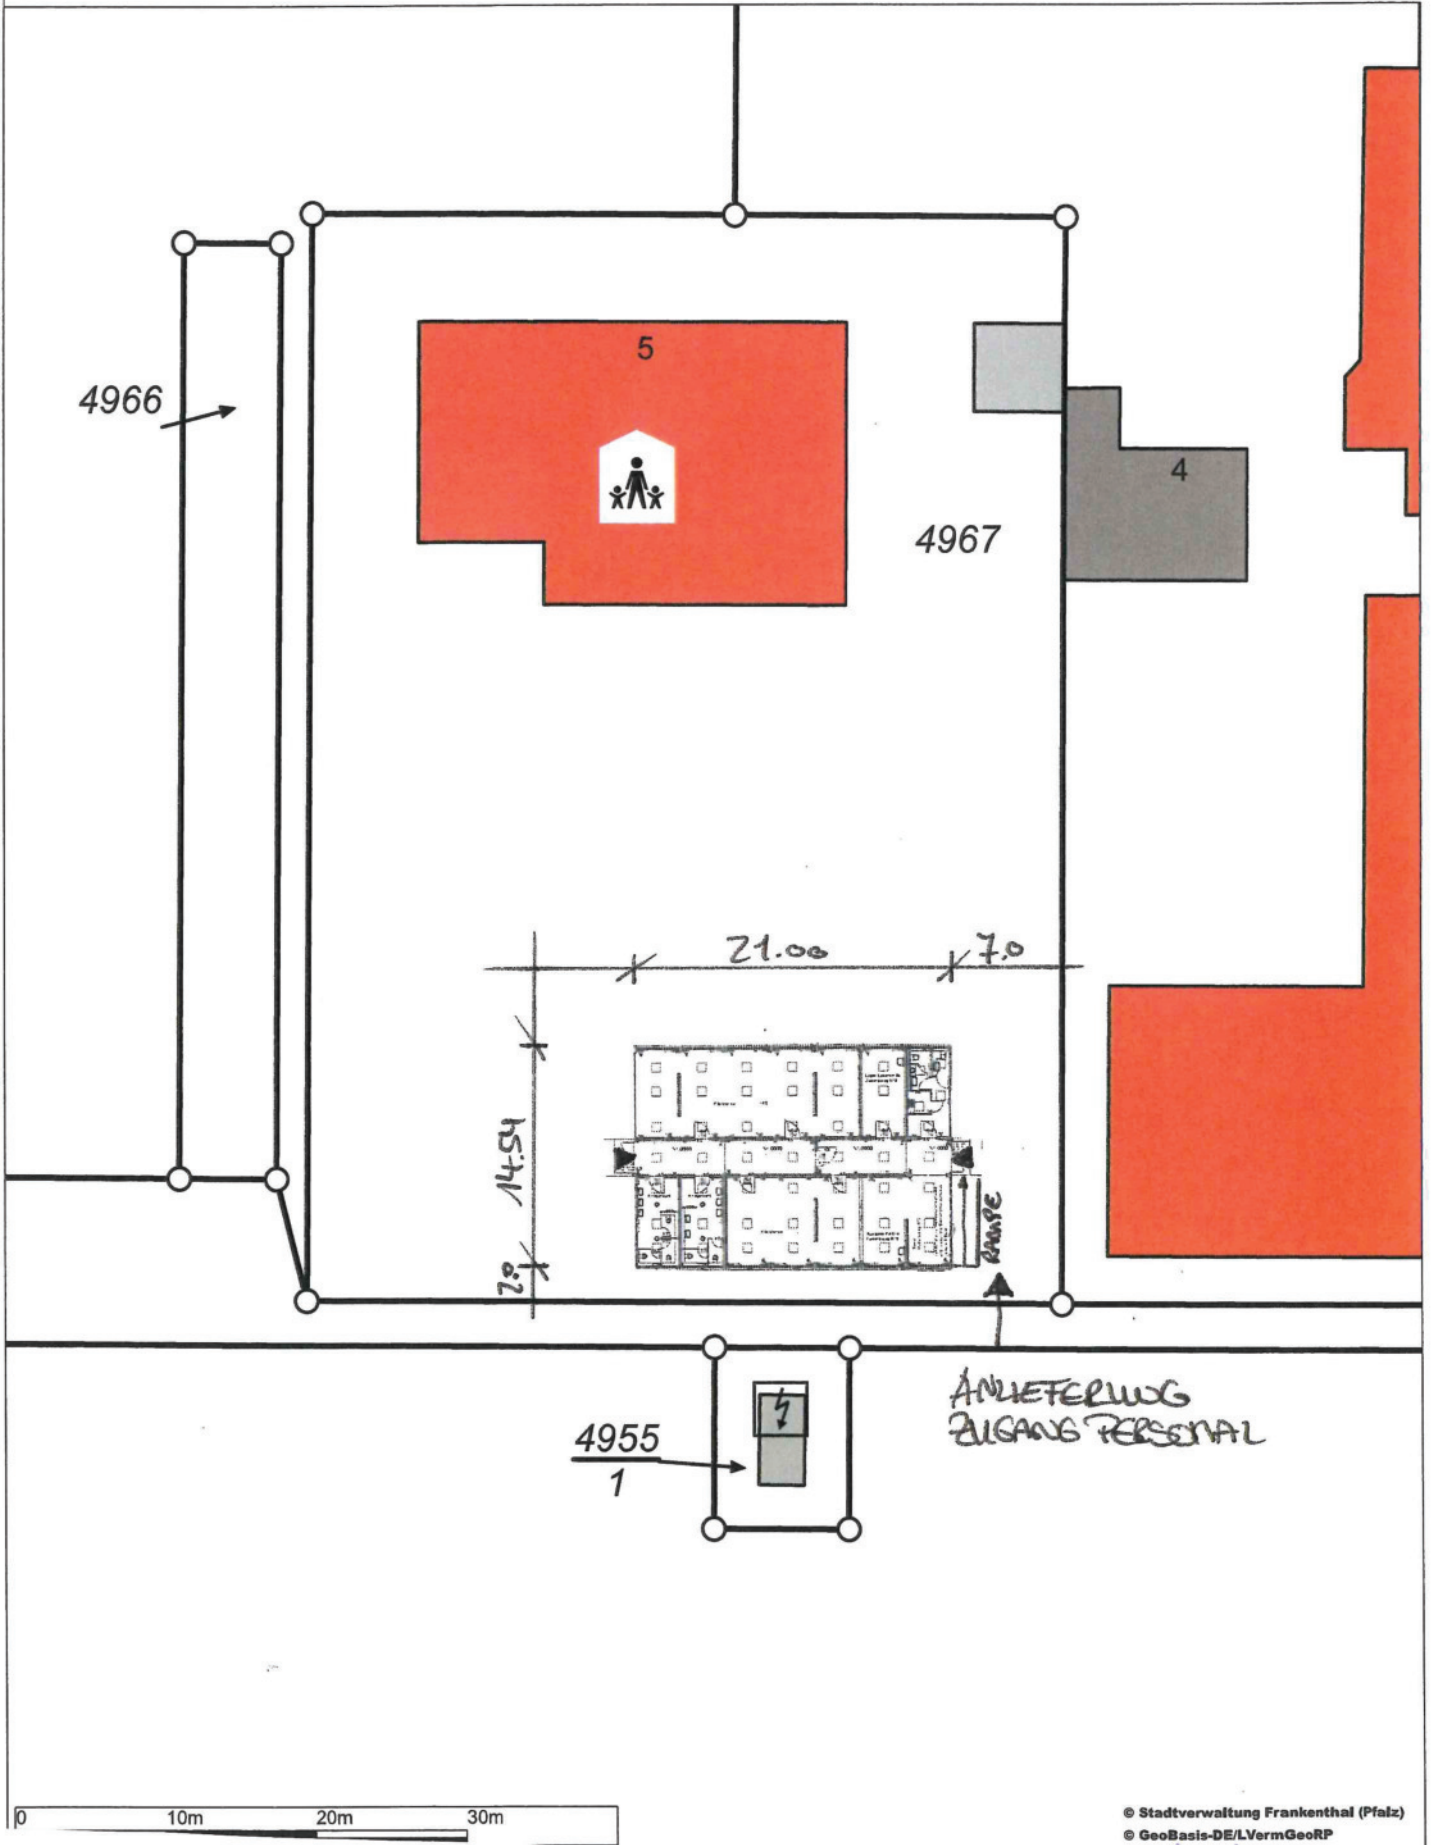 5
4966
4
4967
21.00
7.0
14.54
2.0
RAMPE
ANLIEFERUNG
ZUGANG PERSONAL
4955
1
0 10m 20m 30m
© Stadtverwaltung Frankenthal (Pfalz)
© GeoBasis-DE/LVermGeoRP